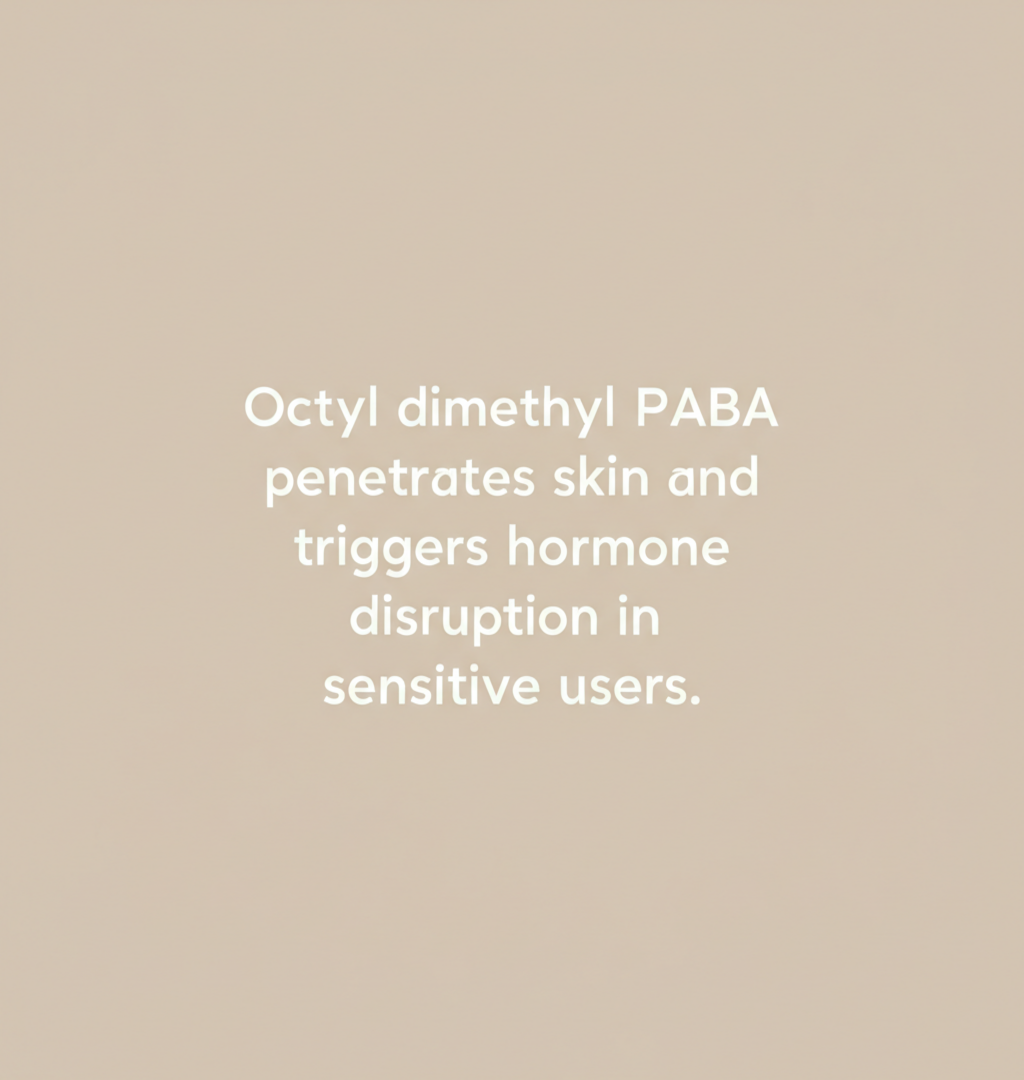 Octyl dimethyl PABA
penetrates skin and
triggers hormone
disruption in
sensitive users.